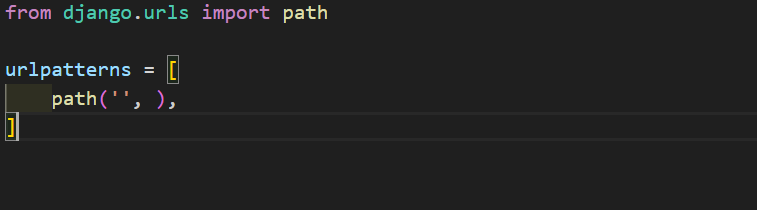 from django.urls import path
urlpatterns = [
    path('', ),
]